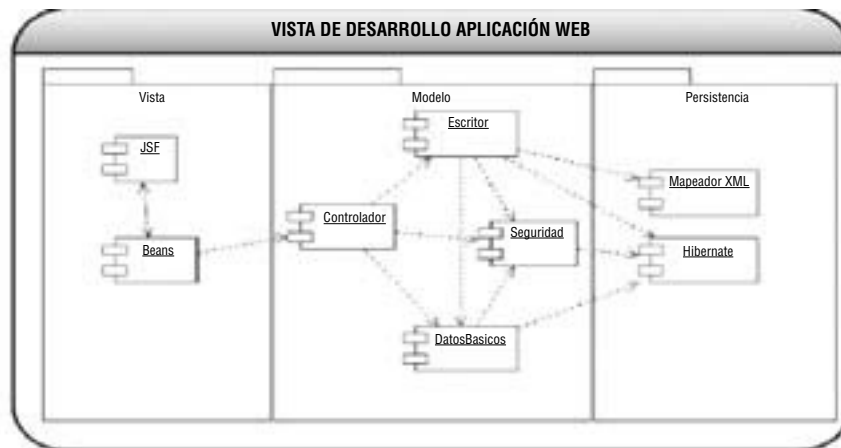 VISTA DE DESARROLLO APLICACIÓN WEB
Vista
Modelo
Persistencia
JSF
Beans
Escritor
Controlador
Seguridad
DatosBasicos
Mapeador XML
Hibernate